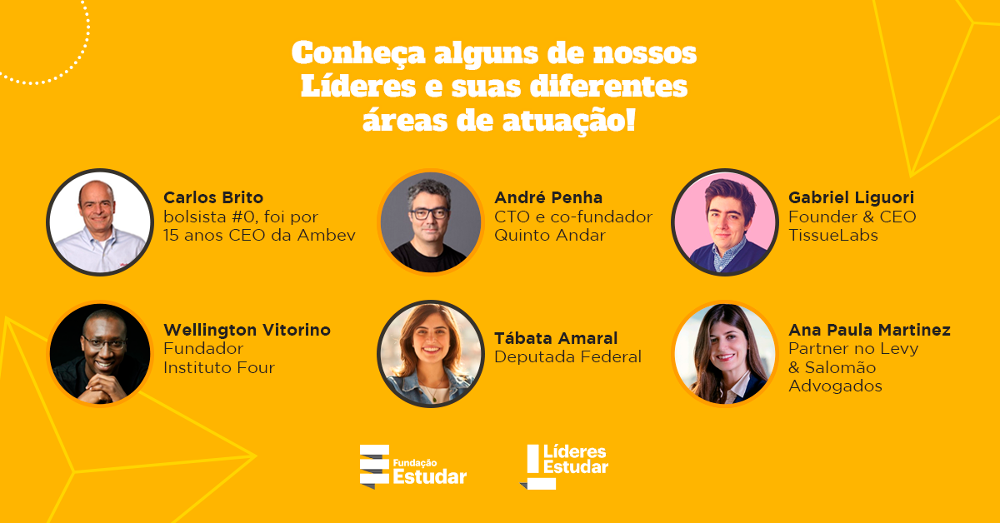 Conheça alguns de nossos
Líderes e suas diferentes
áreas de atuação!
Carlos Brito
bolsista #0, foi por
15 anos CEO da Ambev
André Penha
CTO e co-fundador
Quinto Andar
Gabriel Liguori
Founder & CEO
TissueLabs
Wellington Vitorino
Fundador
Instituto Four
Tábata Amaral
Deputada Federal
Ana Paula Martinez
Partner no Levy
& Salomão
Advogados
Fundação
Estudar
Líderes
Estudar